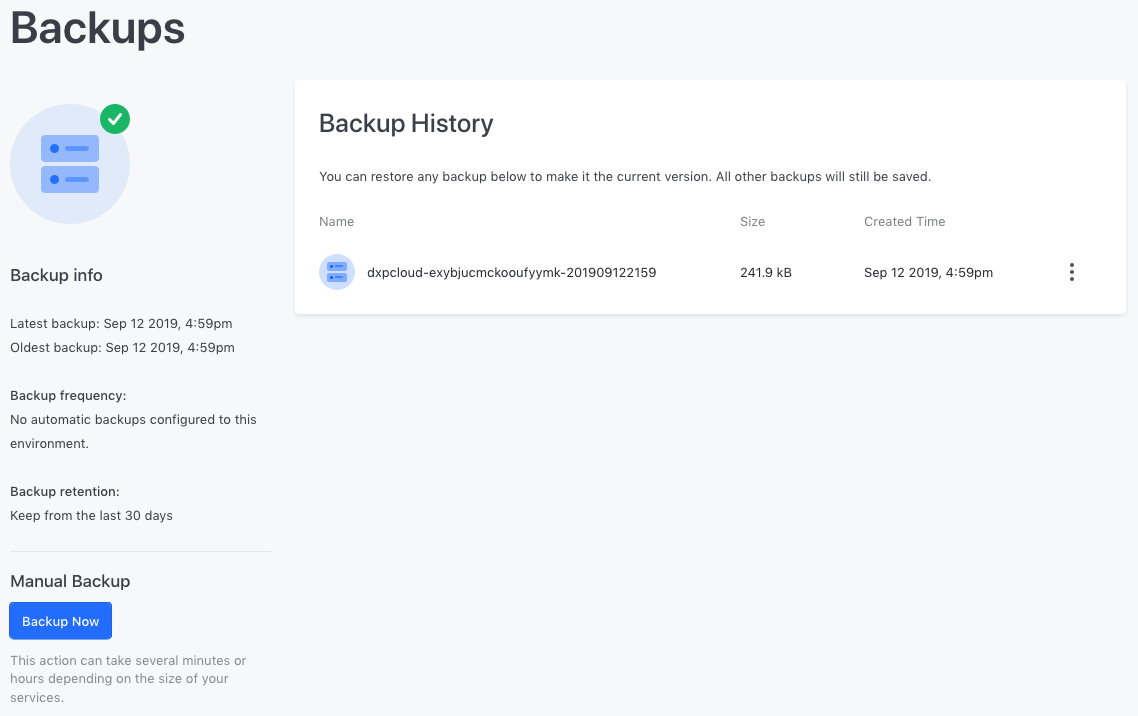 Backups
Backup info
Latest backup: Sep 12 2019, 4:59pm
Oldest backup: Sep 12 2019, 4:59pm
Backup frequency:
No automatic backups configured to this
environment.
Backup retention:
Keep from the last 30 days
Manual Backup
Backup Now
This action can take several minutes or
hours depending on the size of your
services.
Backup History
You can restore any backup below to make it the current version. All other backups will still be saved.
Name Size Created Time
dxpcloud-exybjucmckooufyymk-201909122159 241.9 kB Sep 12 2019, 4:59pm